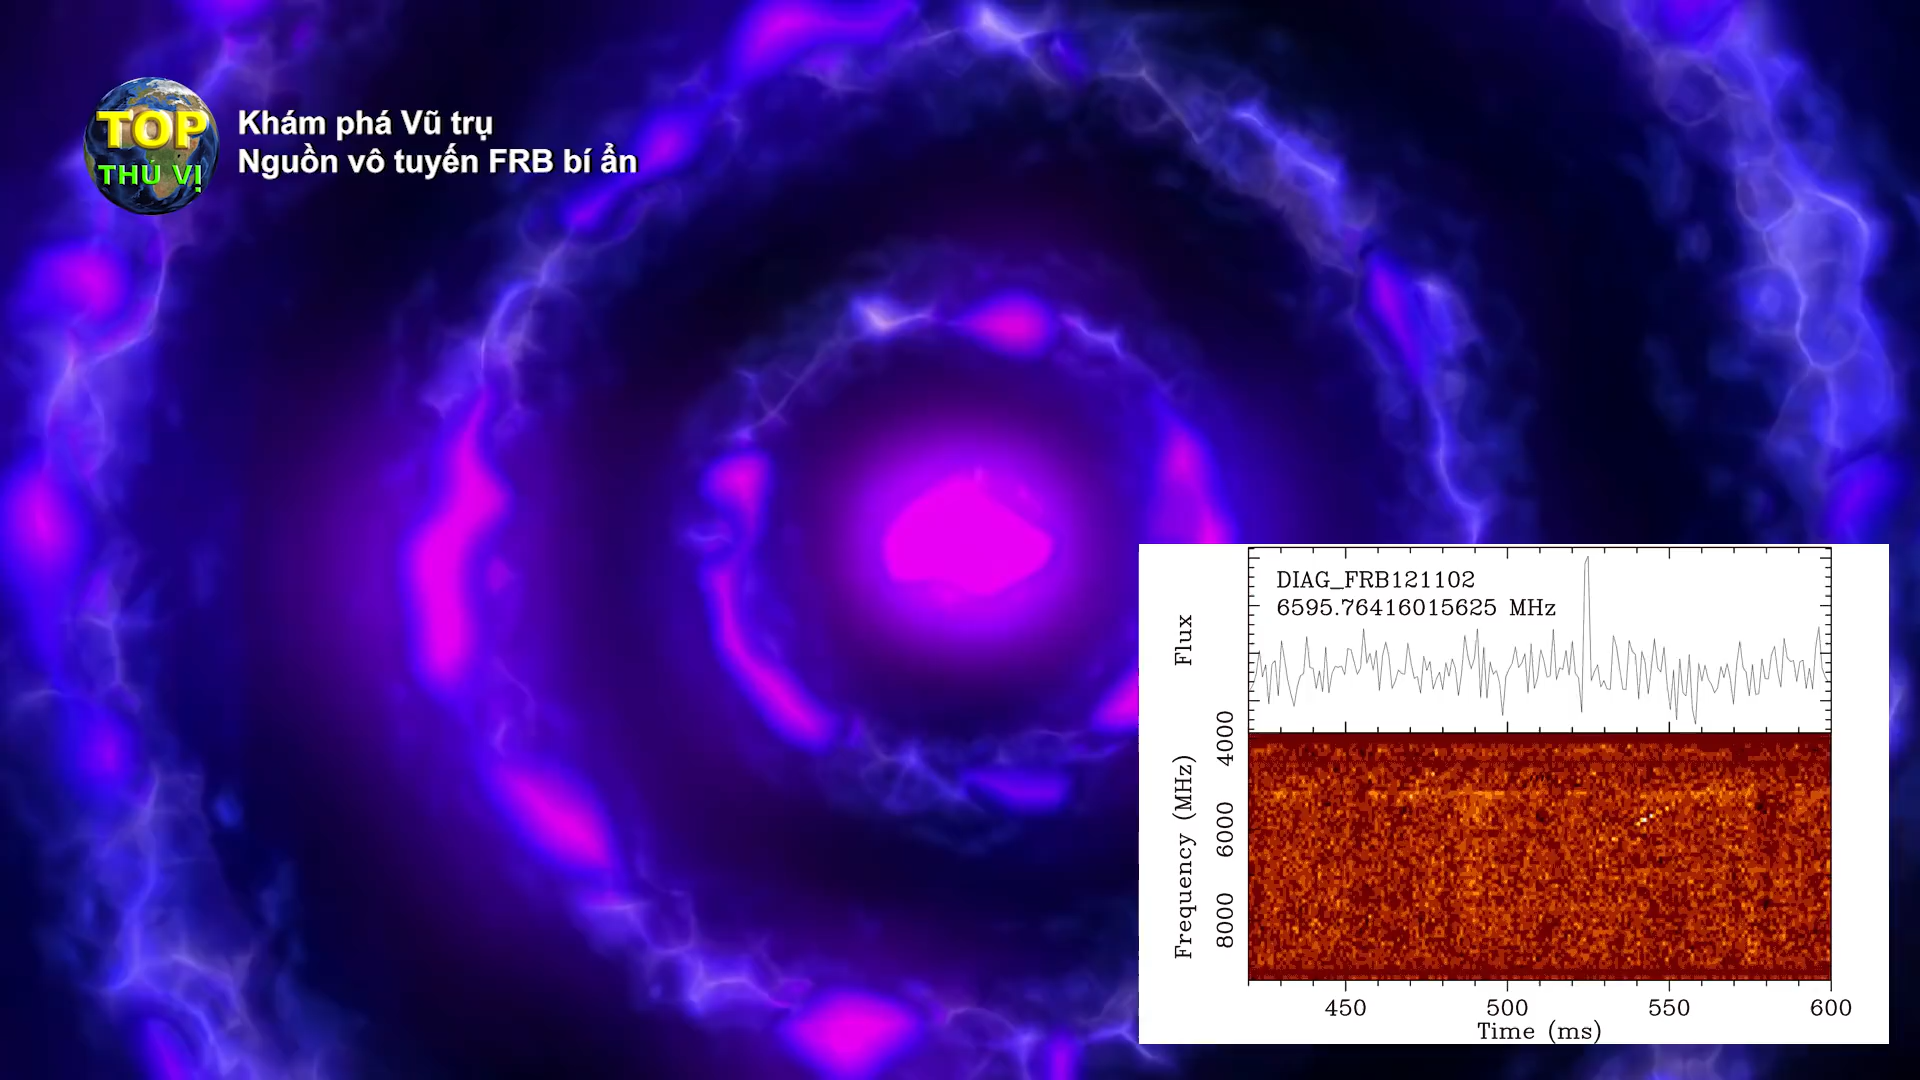 TOP
THÚ VỊ
Khám phá Vũ trụ
Nguồn vô tuyến FRB bí ẩn
DIAG_FRB121102
6595.76416015625 MHz
Flux
4000
6000
8000
Frequency (MHz)
450 500 550 600
Time (ms)